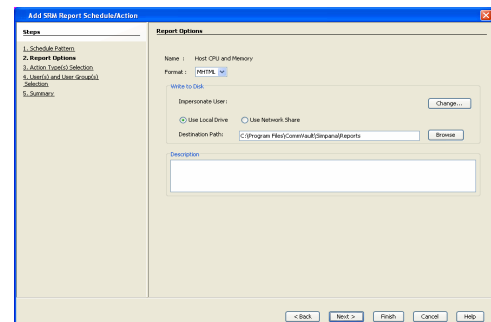 Add SRM Report Schedule/Action
Steps
1. Schedule Pattern
2. Report Options
3. Action Type(s) Selection
4. User(s) and User Group(s)
Selection
5. Summary
Report Options
Name : Host CPU and Memory
Format : MHTML
Write to Disk
Impersonate User:
Change...
Use Local Drive
Use Network Share
Destination Path:
C:\Program Files\CommVault\Simpana\Reports
Browse
Description
< Back
Next >
Finish
Cancel
Help